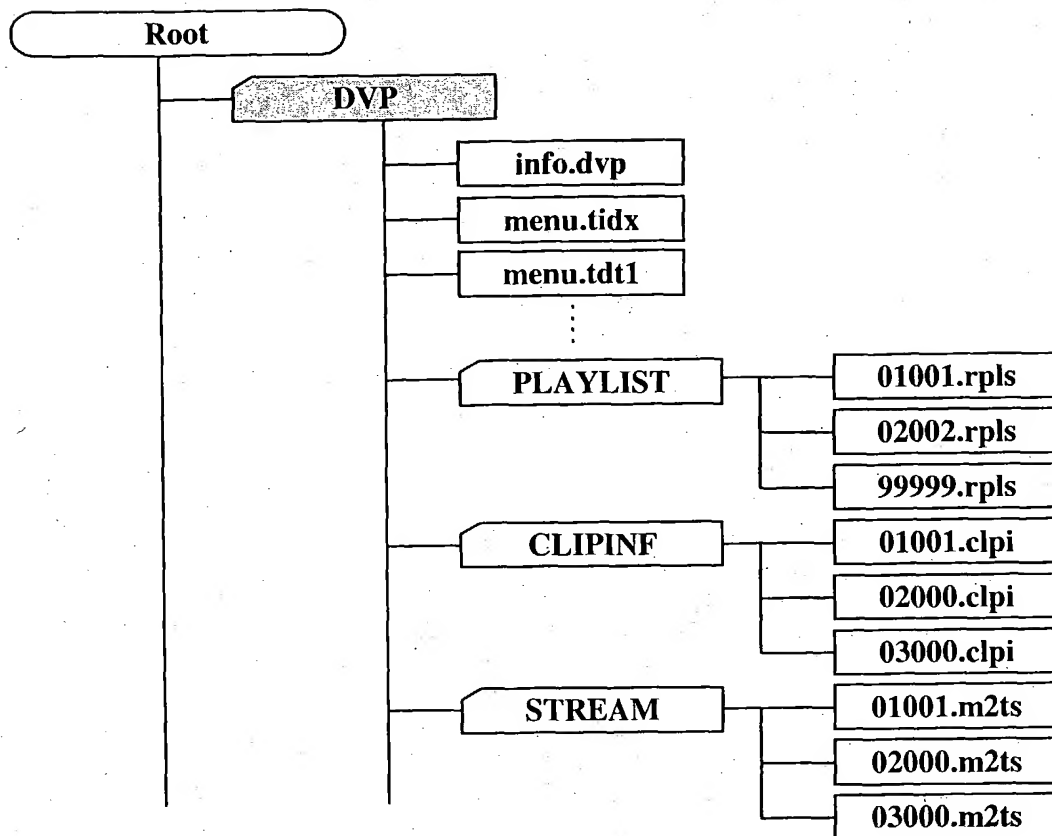 Root
DVP
info.dvp
menu.tidx
menu.tdt1
PLAYLIST
01001.rpls
02002.rpls
99999.rpls
CLIPINF
01001.clpi
02000.clpi
03000.clpi
STREAM
01001.m2ts
02000.m2ts
03000.m2ts